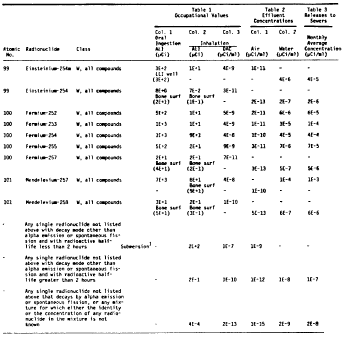 Table 1 Table 2 Table 3
Occupational Values Effluent Releases to
Concentrations Sewers
Col. 1 Col. 2 Col. 3 Col. 1 Col. 2
Oral Monthly
Ingestion Inhalation Average
Atomic ALI ALI DAC Air Water Concentration
No. Radionuclide Class (µCi) (µCi) (µCi/ml) (µCi/ml) (µCi/ml) (µCi/ml)
99 Einsteinium-254m W, all compounds 3E+2 1E+1 4E-9 1E-11 - -
LLI wall
(3E+2) - - - 4E-6 4E-5
99 Einsteinium-254 W, all compounds 8E+0 7E-2 3E-11 - - -
Bone surf Bone surf
(2E+1) (1E-1) - 2E-13 2E-7 2E-6
100 Fermium-252 W, all compounds 5E+2 1E+1 5E-9 2E-11 6E-6 6E-5
100 Fermium-253 W, all compounds 1E+3 1E+1 4E-9 1E-11 1E-5 1E-4
100 Fermium-254 W, all compounds 3E+3 9E+1 4E-8 1E-10 4E-5 4E-4
100 Fermium-255 W, all compounds 5E+2 2E+1 9E-9 3E-11 7E-6 7E-5
100 Fermium-257 W, all compounds 2E+1 2E-1 7E-11 - - -
Bone surf Bone surf
(4E+1) (2E-1) - 3E-13 5E-7 5E-6
101 Mendelevium-257 W, all compounds 7E+3 8E+1 4E-8 - 1E-4 1E-3
Bone surf
- (9E+1) - 1E-10 - -
101 Mendelevium-258 W, all compounds 3E+1 2E-1 1E-10 - - -
Bone surf Bone surf
(5E+1) (3E-1) - 5E-13 6E-7 6E-6
- Any single radionuclide not listed
above with decay mode other than
alpha emission or spontaneous fis-
sion and with radioactive half-
life less than 2 hours Submersion¹ - 2E+2 1E-7 1E-9 - -
- Any single radionuclide not listed
above with decay mode other than
alpha emission or spontaneous fis-
sion and with radioactive half-
life greater than 2 hours - 2E-1 1E-10 1E-12 1E-8 1E-7
- Any single radionuclide not listed
above that decays by alpha emission
or spontaneous fission, or any mix-
ture for which either the identity
or the concentration of any radio-
nuclide in the mixture is not
known - 4E-4 2E-13 1E-15 2E-9 2E-8